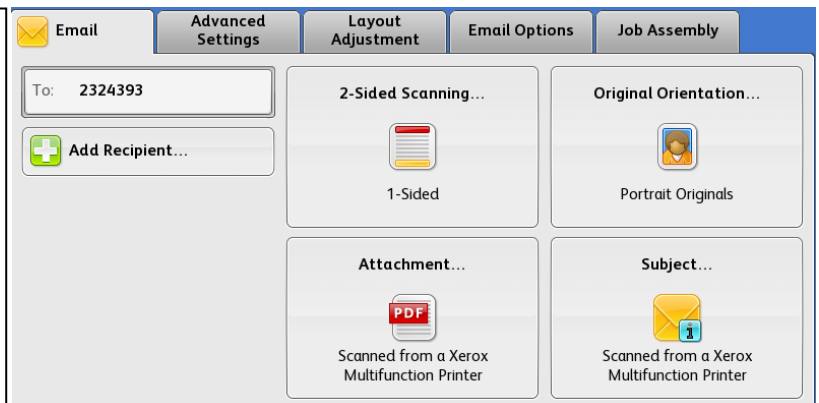 Email
Advanced
Settings
Layout
Adjustment
Email Options
Job Assembly
To: 2324393
Add Recipient...
2-Sided Scanning...
1-Sided
Original Orientation...
Portrait Originals
Attachment...
PDF
Scanned from a Xerox
Multifunction Printer
Subject...
i
Scanned from a Xerox
Multifunction Printer